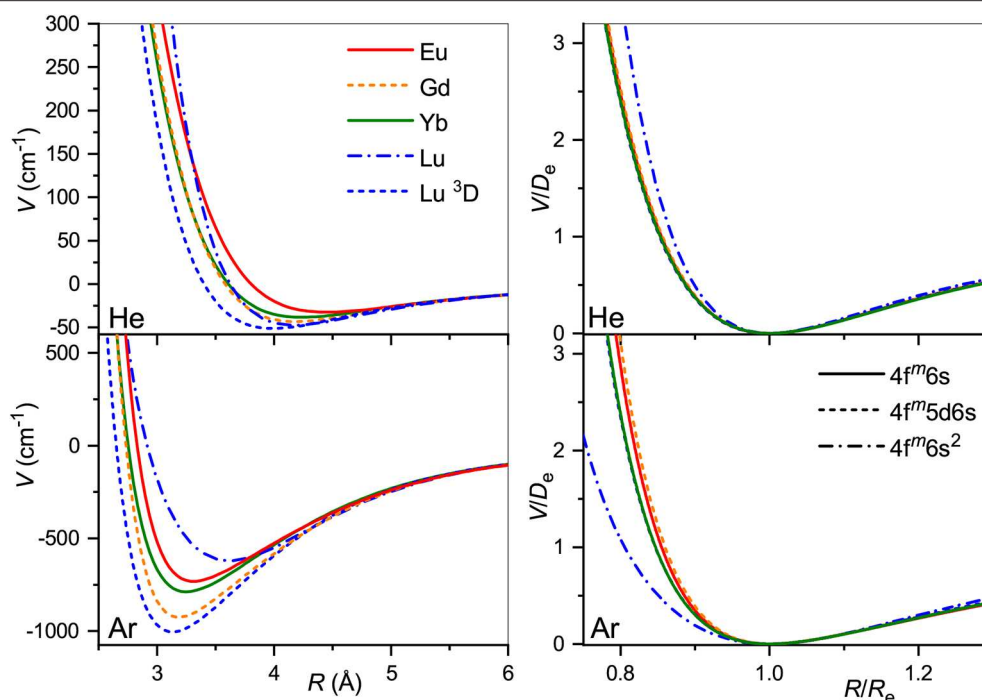 300
250
200
150
100
50
0
-50
V (cm⁻¹)
Eu
Gd
Yb
Lu
Lu ³D
He
3
2
1
0
V/Dₑ
He
500
0
-500
-1000
V (cm⁻¹)
Ar
3 4 5 6
R (Å)
3
2
1
0
V/Dₑ
4fᵐ6s
4fᵐ5d6s
4fᵐ6s²
Ar
0.8 1.0 1.2
R/Rₑ